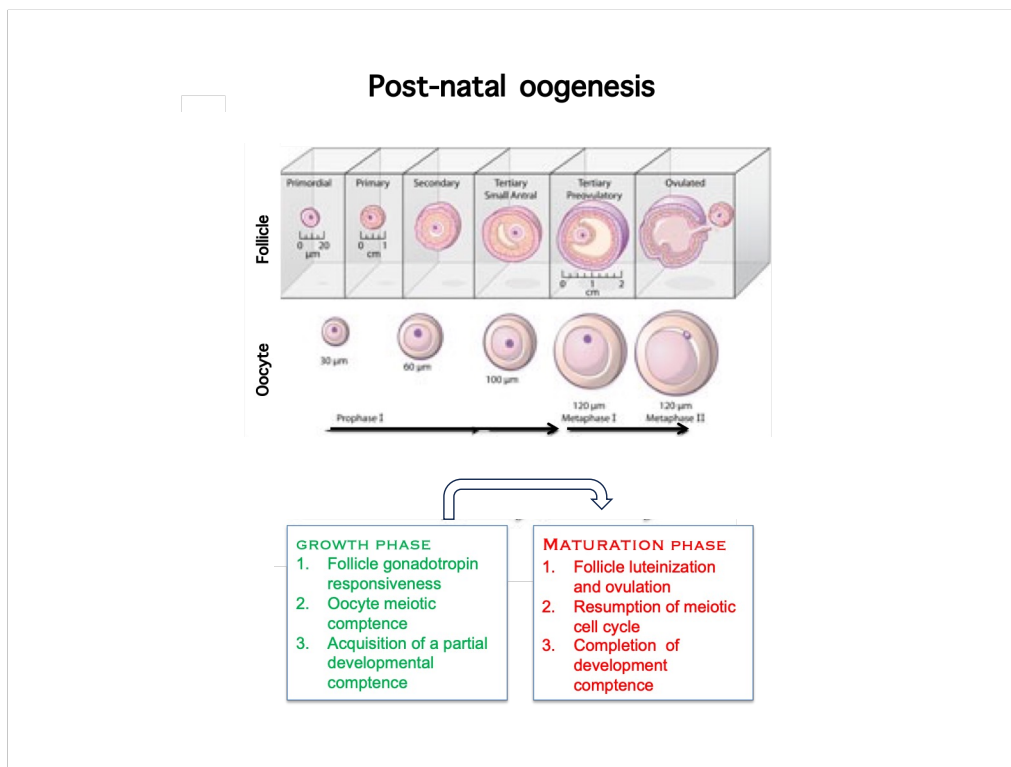 Post-natal oogenesis
Follicle
Primordial
Primary
Secondary
Tertiary
Small Antral
Tertiary
Preovulatory
Ovulated
0 20
µm
0 1
cm
0 1 2
cm
Oocyte
30 µm
60 µm
100 µm
120 µm
120 µm
Prophase I
Metaphase I
Metaphase II
GROWTH PHASE
1. Follicle gonadotropin
responsiveness
2. Oocyte meiotic
comptence
3. Acquisition of a partial
developmental
comptence
MATURATION PHASE
1. Follicle luteinization
and ovulation
2. Resumption of meiotic
cell cycle
3. Completion of
development
comptence